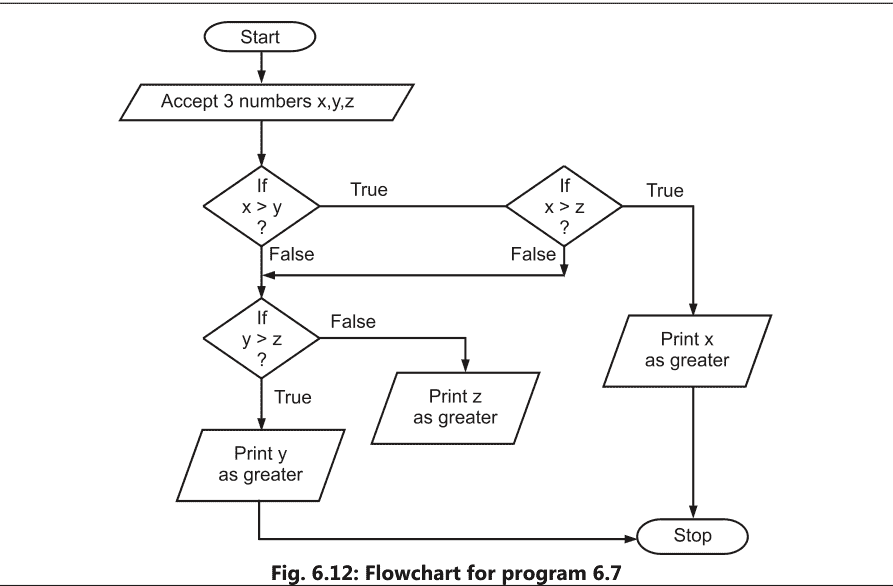 Start
Accept 3 numbers x,y,z
If
x > y
?
True
If
x > z
?
True
False
False
If
y > z
?
False
True
Print x
as greater
Print z
as greater
Print y
as greater
Stop
Fig. 6.12: Flowchart for program 6.7